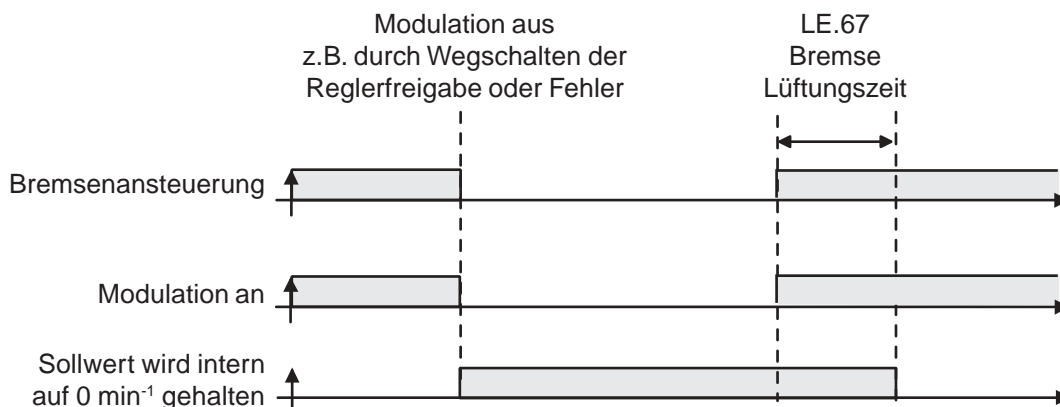 Modulation aus
z.B. durch Wegschalten der
Reglerfreigabe oder Fehler
LE.67
Bremse
Lüftungszeit
Bremsenansteuerung
Modulation an
Sollwert wird intern
auf 0 min-1 gehalten